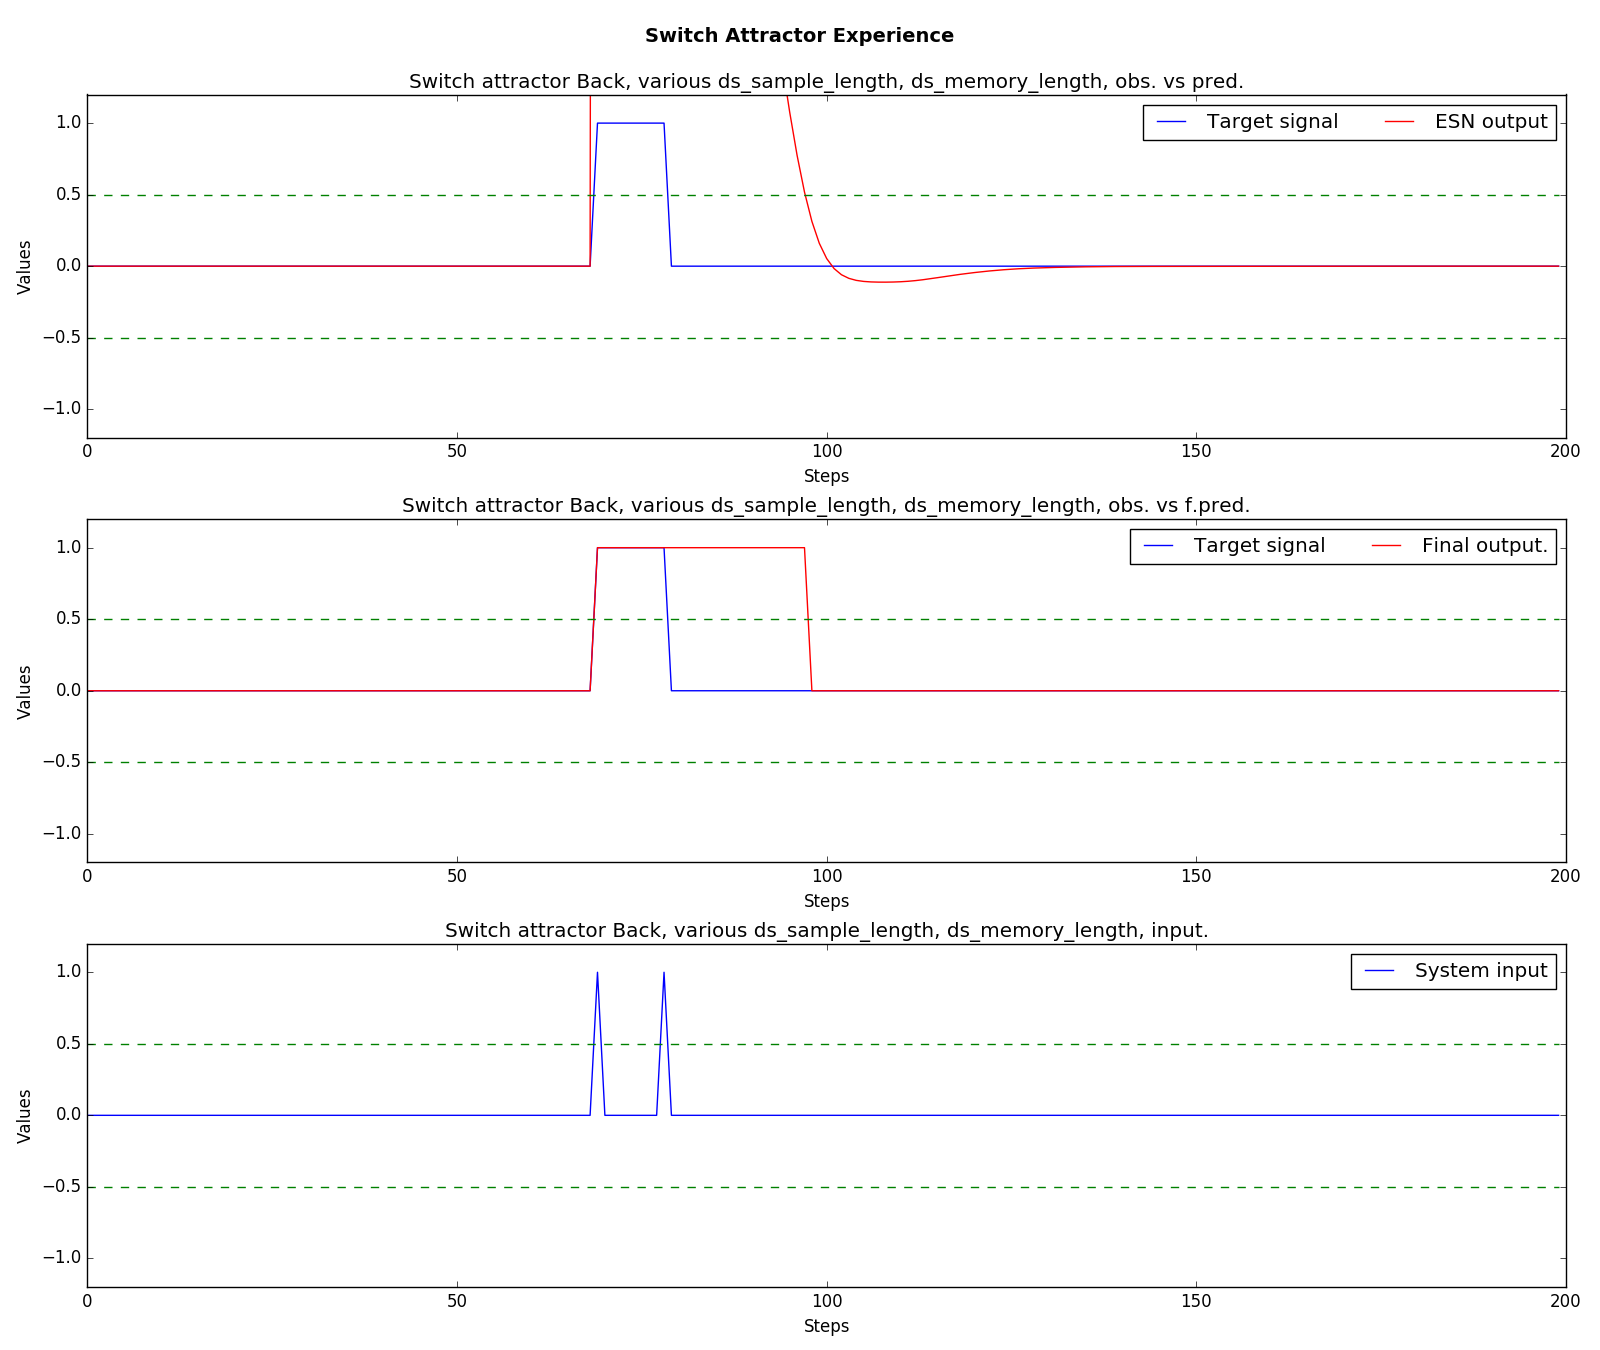 Switch Attractor Experience
Switch attractor Back, various ds_sample_length, ds_memory_length, obs. vs pred.
Target signal ESN output
1.0
0.5
0.0
−0.5
−1.0
Values
0 50 100 150 200
Steps
Switch attractor Back, various ds_sample_length, ds_memory_length, obs. vs f.pred.
Target signal Final output.
1.0
0.5
0.0
−0.5
−1.0
Values
0 50 100 150 200
Steps
Switch attractor Back, various ds_sample_length, ds_memory_length, input.
System input
1.0
0.5
0.0
−0.5
−1.0
Values
0 50 100 150 200
Steps